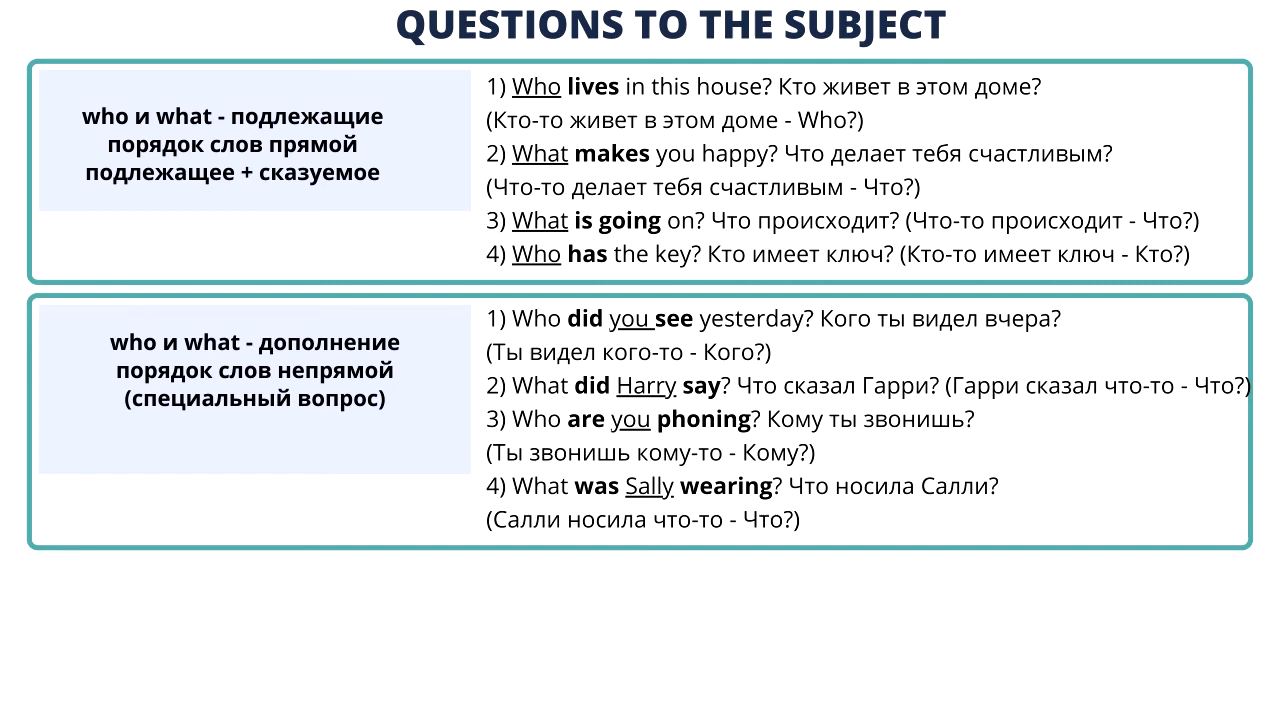 QUESTIONS TO THE SUBJECT
who и what - подлежащие
порядок слов прямой
подлежащее + сказуемое
1) Who lives in this house? Кто живет в этом доме?
(Кто-то живет в этом доме - Who?)
2) What makes you happy? Что делает тебя счастливым?
(Что-то делает тебя счастливым - Что?)
3) What is going on? Что происходит? (Что-то происходит - Что?)
4) Who has the key? Кто имеет ключ? (Кто-то имеет ключ - Кто?)
who и what - дополнение
порядок слов непрямой
(специальный вопрос)
1) Who did you see yesterday? Кого ты видел вчера?
(Ты видел кого-то - Кого?)
2) What did Harry say? Что сказал Гарри? (Гарри сказал что-то - Что?)
3) Who are you phoning? Кому ты звонишь?
(Ты звонишь кому-то - Кому?)
4) What was Sally wearing? Что носила Салли?
(Салли носила что-то - Что?)